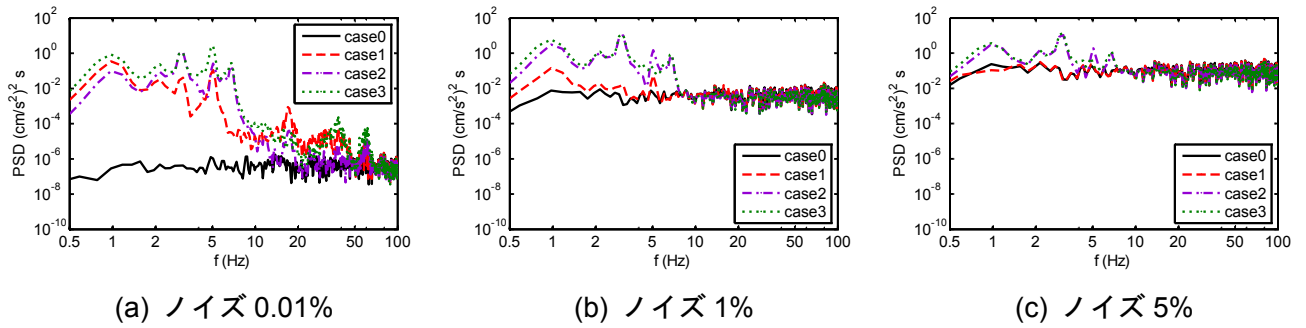 10^2
10^0
10^-2
10^-4
10^-6
10^-8
10^-10
PSD (cm/s²)² s
case0
case1
case2
case3
0.5 1 2 5 10 20 50 100
f (Hz)
(a) ノイズ 0.01%
10^2
10^0
10^-2
10^-4
10^-6
10^-8
10^-10
PSD (cm/s²)² s
case0
case1
case2
case3
0.5 1 2 5 10 20 50 100
f (Hz)
(b) ノイズ 1%
10^2
10^0
10^-2
10^-4
10^-6
10^-8
10^-10
PSD (cm/s²)² s
case0
case1
case2
case3
0.5 1 2 5 10 20 50 100
f (Hz)
(c) ノイズ 5%